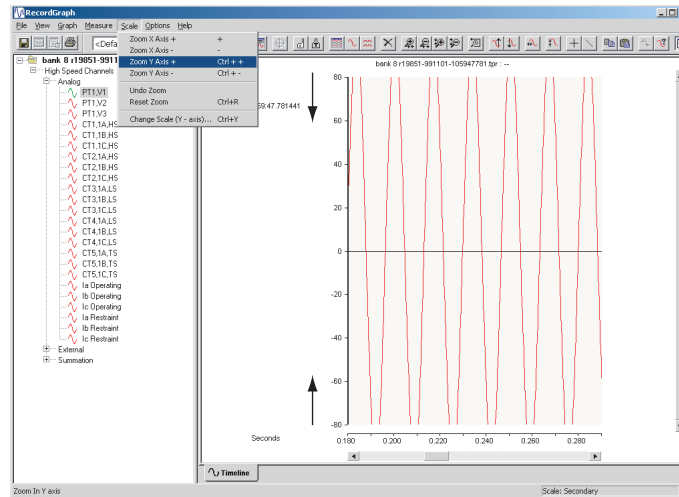 RecordGraph
File View Graph Measure Scale Options Help
<Defa
Zoom X Axis + +
Zoom X Axis - -
Zoom Y Axis + Ctrl + +
Zoom Y Axis - Ctrl + -
Undo Zoom
Reset Zoom Ctrl+R
Change Scale (Y - axis)... Ctrl+Y
bank 8 r19851-9911
High Speed Channels
Analog
PT1,V1
PT1,V2
PT1,V3
CT1,1A,HS
CT1,1B,HS
CT1,1C,HS
CT2,1A,HS
CT2,1B,HS
CT2,1C,HS
CT3,1A,LS
CT3,1B,LS
CT3,1C,LS
CT4,1A,LS
CT4,1B,LS
CT4,1C,LS
CT5,1A,TS
CT5,1B,TS
CT5,1C,TS
Ia Operating
Ib Operating
Ic Operating
Ia Restraint
Ib Restraint
Ic Restraint
External
Summation
bank 8 r19851-991101-105947781.tpr : --
59:47.781441
80
60
40
20
0
-20
-40
-60
-80
Seconds
0.180 0.200 0.220 0.240 0.260 0.280
Timeline
Zoom In Y axis
Scale: Secondary